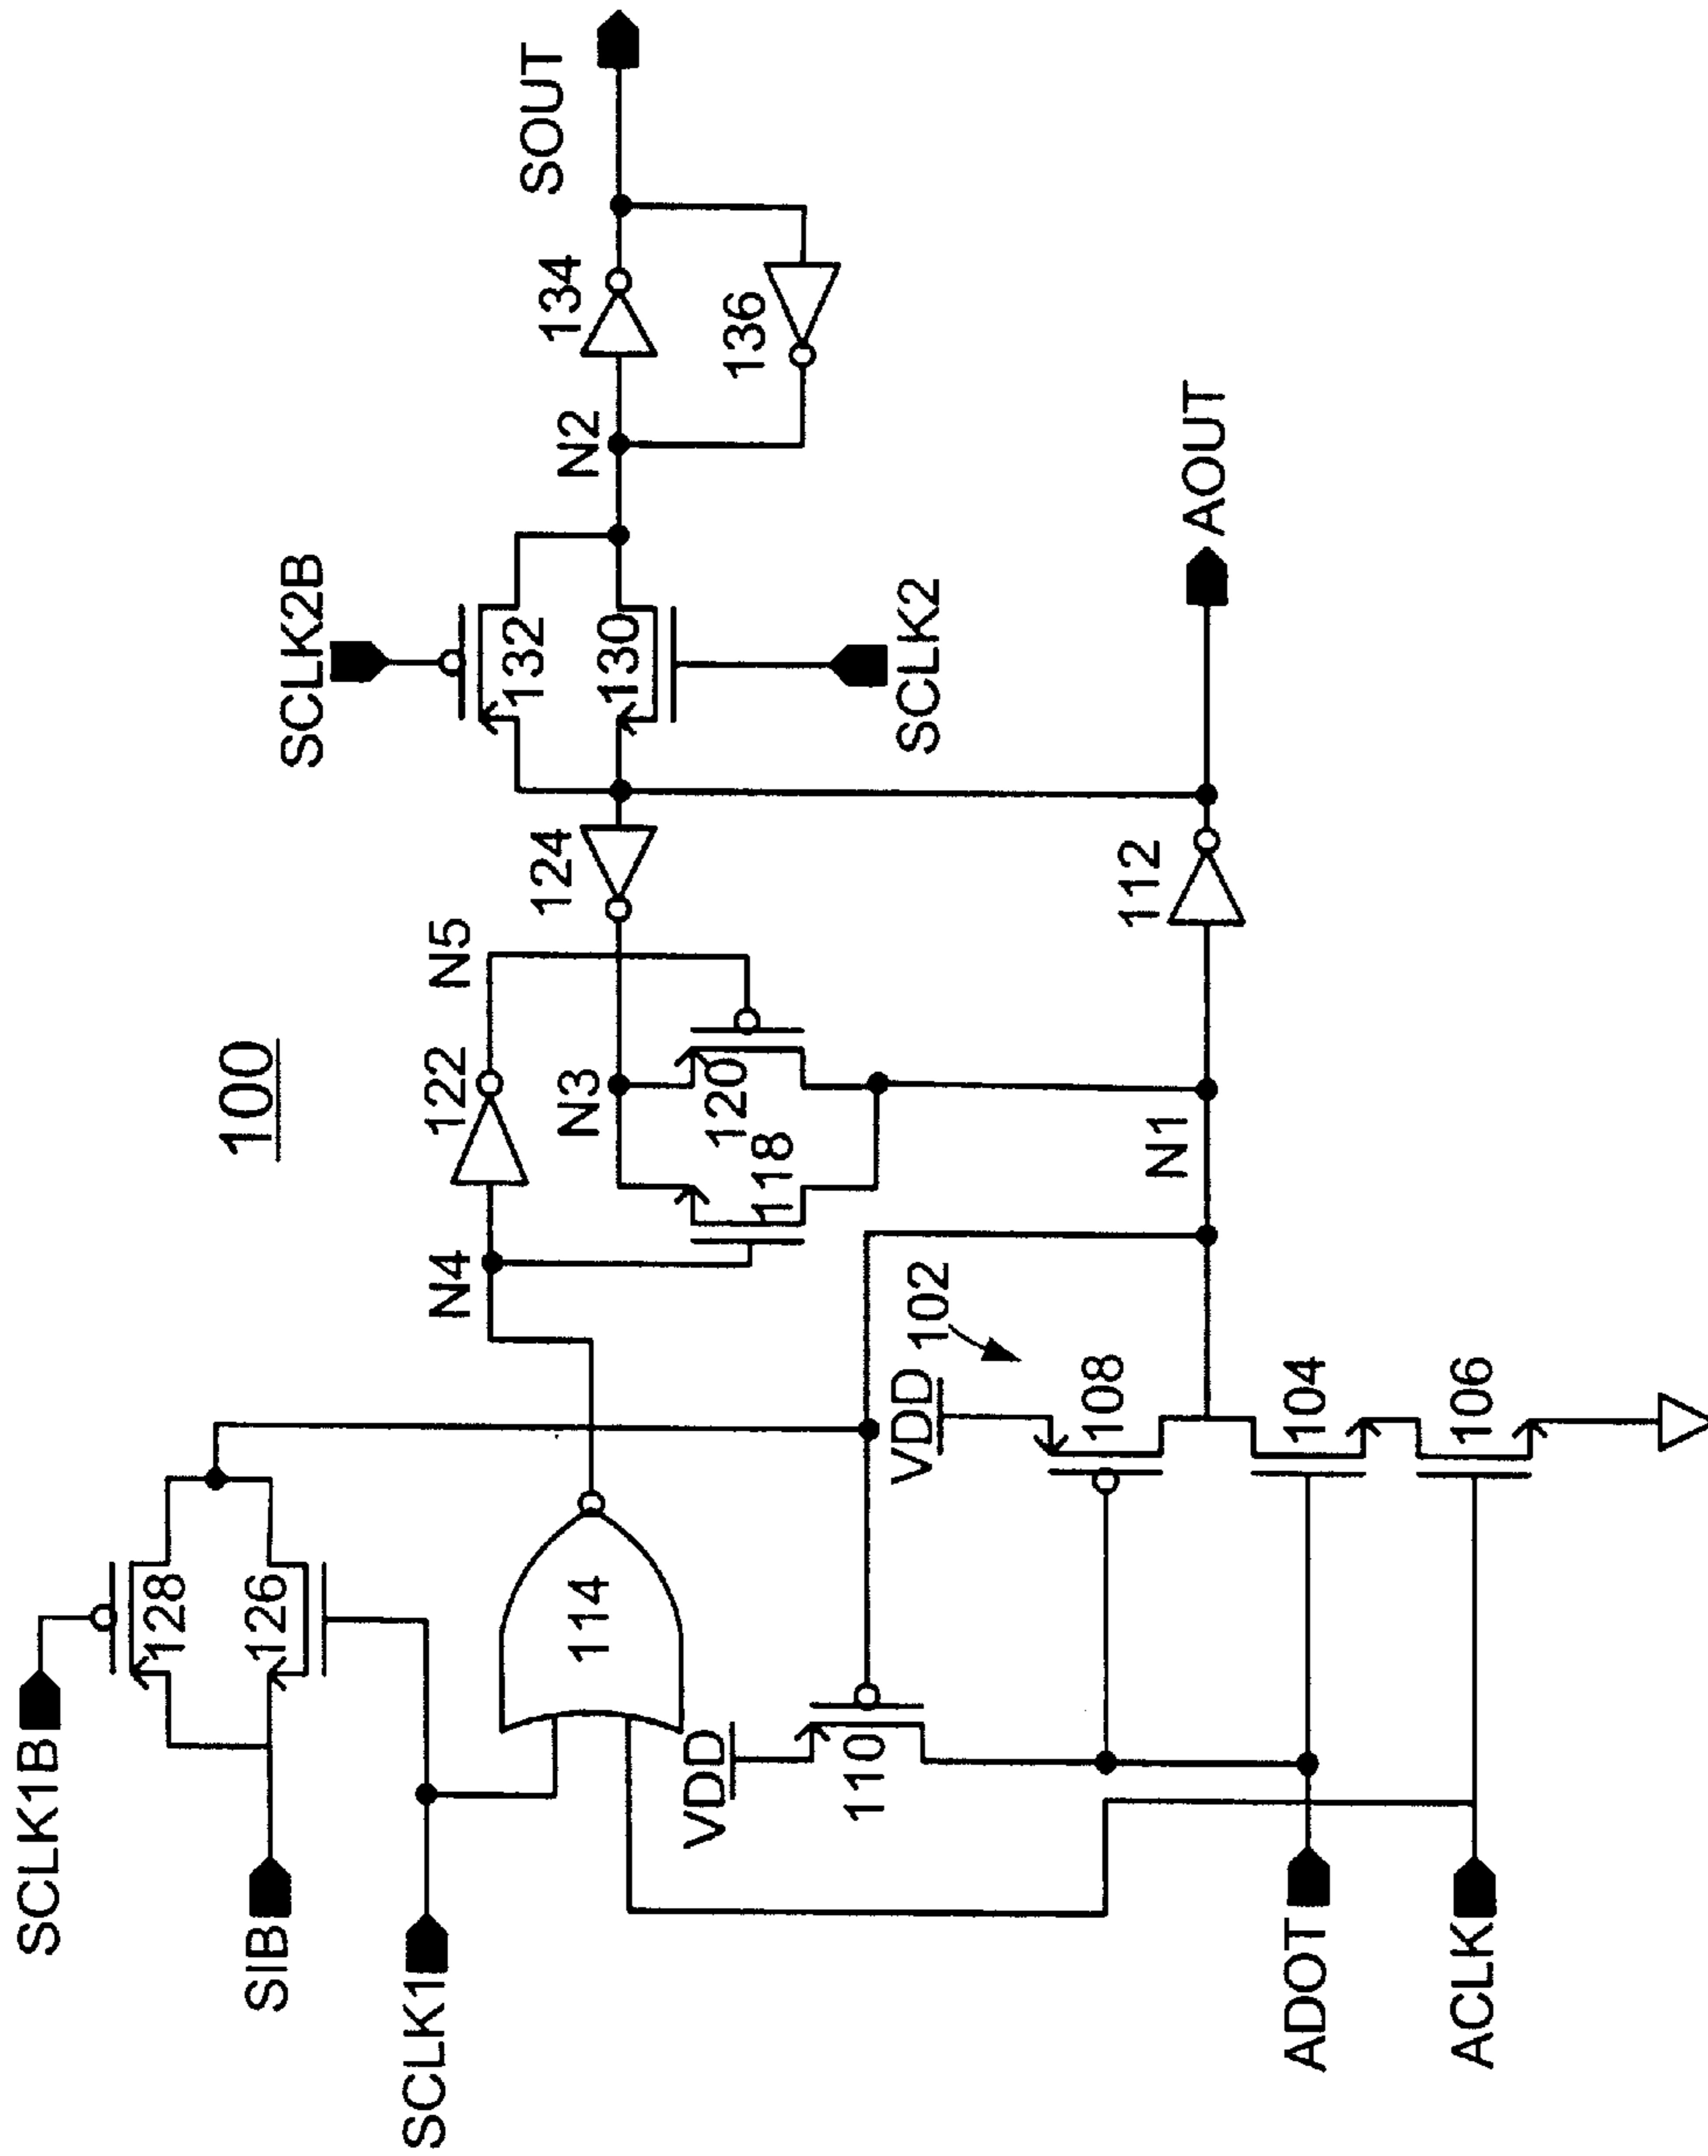 100
SCLK1B
SIB
SCLK1
128
126
114
VDD
110
ADOT
ACLK
VDD
102
108
104
106
N4
122
N5
N3
118
120
124
N1
112
SCLK2B
132
130
SCLK2
N2
134
136
SOUT
AOUT